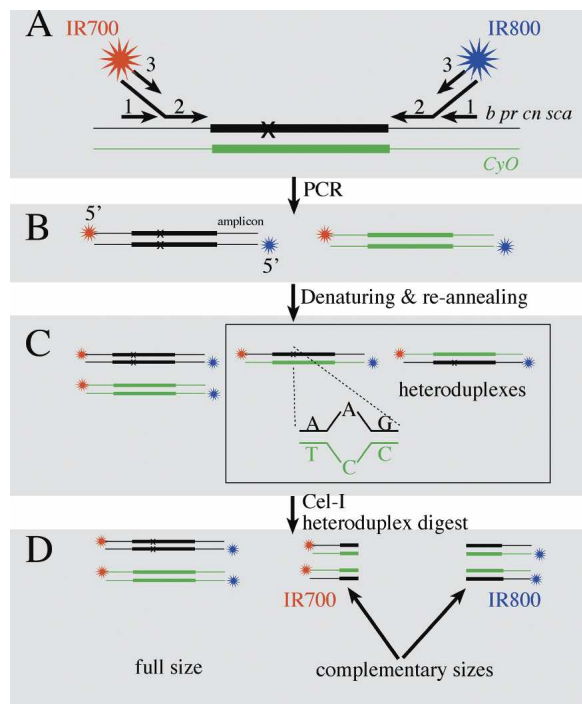 A
IR700
IR800
3
3
1
2
2
1
b pr cn sca
X
CyO
PCR
B
5’
amplicon
5’
Denaturing & re-annealing
C
heteroduplexes
A
A
G
T
C
C
Cel-I
heteroduplex digest
D
IR700
IR800
full size
complementary sizes